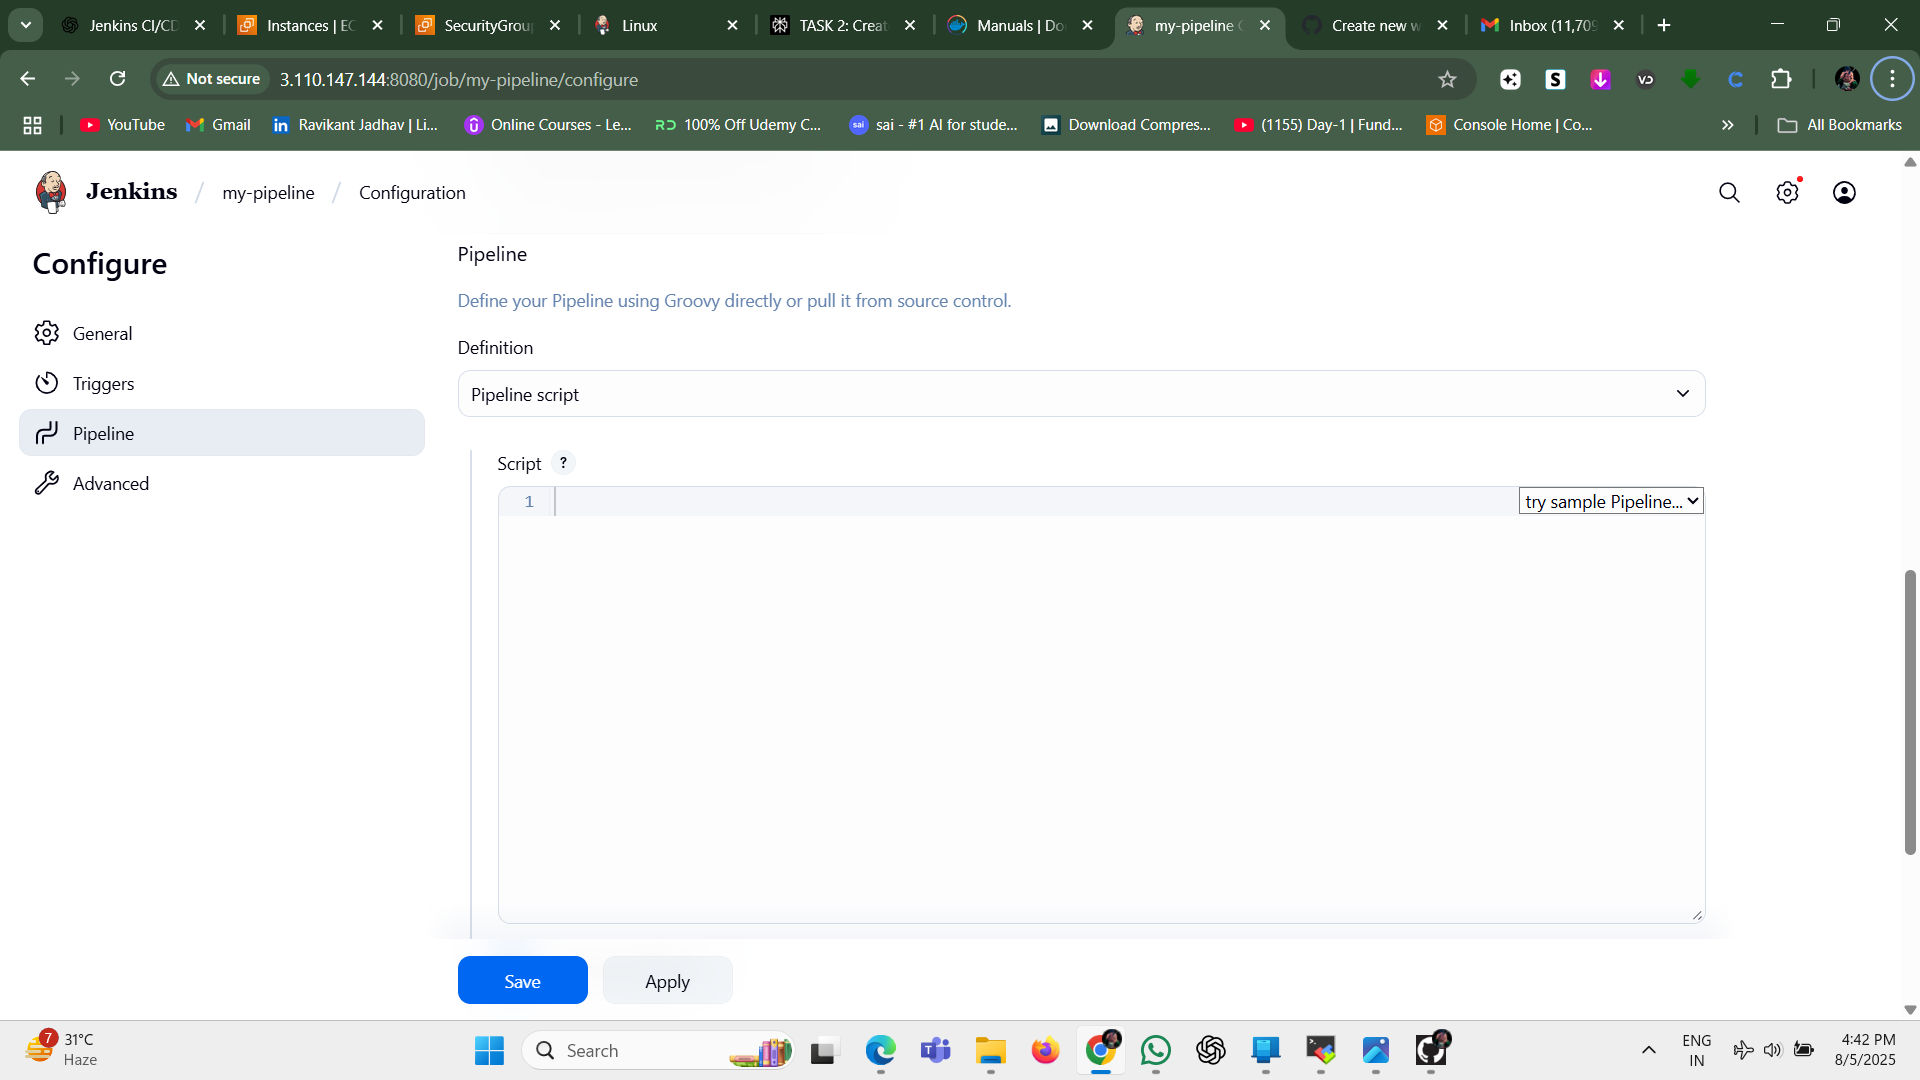 Jenkins CI/CD
Instances | EC
SecurityGroup
Linux
TASK 2: Create
Manuals | Do
my-pipeline C
Create new w
Inbox (11,709
Not secure
3.110.147.144:8080/job/my-pipeline/configure
YouTube
Gmail
Ravikant Jadhav | Li...
Online Courses - Le...
100% Off Udemy C...
sai - #1 AI for stude...
Download Compres...
(1155) Day-1 | Fund...
Console Home | Co...
All Bookmarks
Jenkins / my-pipeline / Configuration
Configure
General
Triggers
Pipeline
Advanced
Pipeline
Define your Pipeline using Groovy directly or pull it from source control.
Definition
Pipeline script
Script ?
1
try sample Pipeline...
Save
Apply
7
31°C
Haze
Search
ENG
IN
4:42 PM
8/5/2025